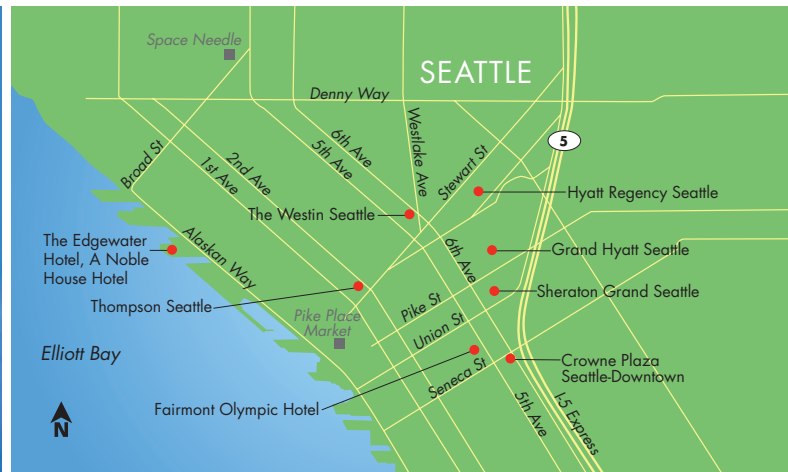 Space Needle
SEATTLE
Denny Way
Broad St
1st Ave
2nd Ave
5th Ave
6th Ave
Westlake Ave
Stewart St
5
Hyatt Regency Seattle
The Westin Seattle
The Edgewater
Hotel, A Noble
House Hotel
Alaskan Way
6th Ave
Grand Hyatt Seattle
Thompson Seattle
Sheraton Grand Seattle
Pike Place
Market
Pike St
Union St
Elliott Bay
Seneca St
Crowne Plaza
Seattle-Downtown
Fairmont Olympic Hotel
5th Ave
I-5 Express
N